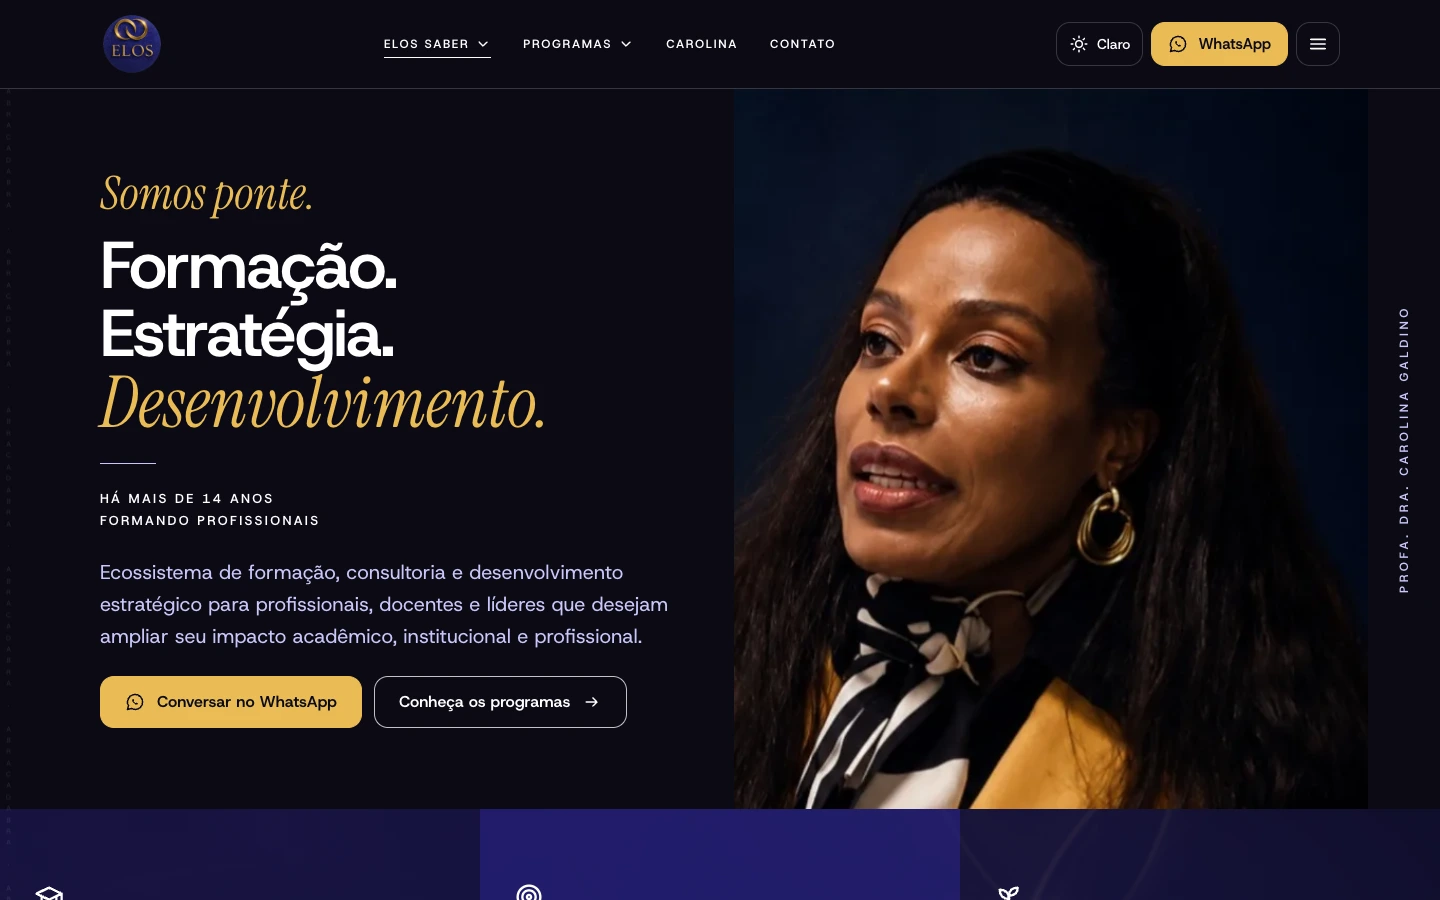 ELOS
ELOS SABER
PROGRAMAS
CAROLINA
CONTATO
Claro
WhatsApp
Somos ponte.
Formação.
Estratégia.
Desenvolvimento.
HÁ MAIS DE 14 ANOS
FORMANDO PROFISSIONAIS
Ecossistema de formação, consultoria e desenvolvimento
estratégico para profissionais, docentes e líderes que desejam
ampliar seu impacto acadêmico, institucional e profissional.
Conversar no WhatsApp
Conheça os programas
PROFA. DRA. CAROLINA GALDINO